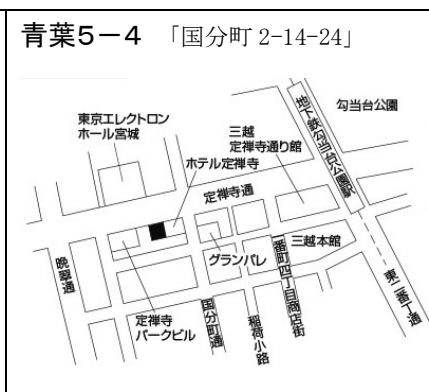 青葉5－4 「国分町 2-14-24」
東京エレクトロン
ホール宮城
三越
定禅寺通り館
勾当台公園
地下鉄勾当台公園駅
ホテル定禅寺
定禅寺通
グランパレ
三越本館
晩翠通
定禅寺
パークビル
国分町通
稲荷小路
一番町四丁目商店街
東二番丁通